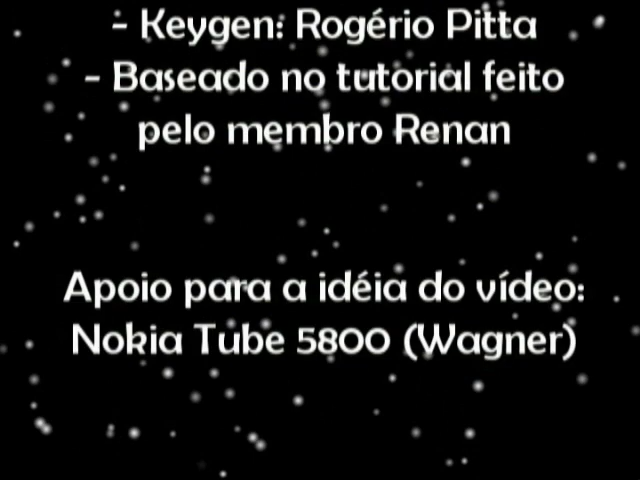 - Keygen: Rogério Pitta
- Baseado no tutorial feito
pelo membro Renan
Apoio para a idéia do vídeo:
Nokia Tube 5800 (Wagner)